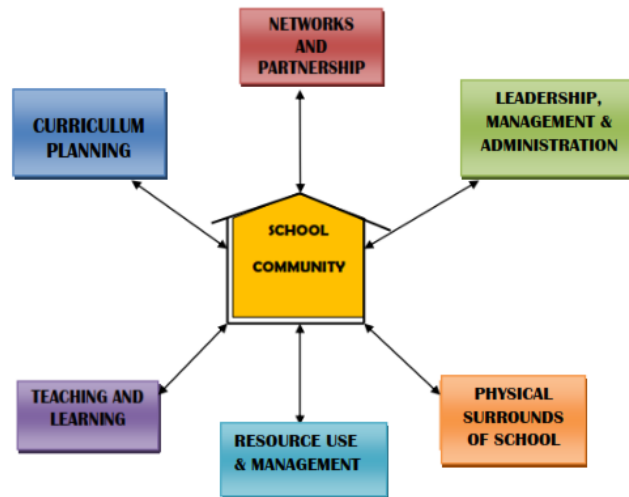 NETWORKS
AND
PARTNERSHIP
CURRICULUM
PLANNING
LEADERSHIP,
MANAGEMENT &
ADMINISTRATION
SCHOOL
COMMUNITY
TEACHING AND
LEARNING
RESOURCE USE
& MANAGEMENT
PHYSICAL
SURROUNDS
OF SCHOOL